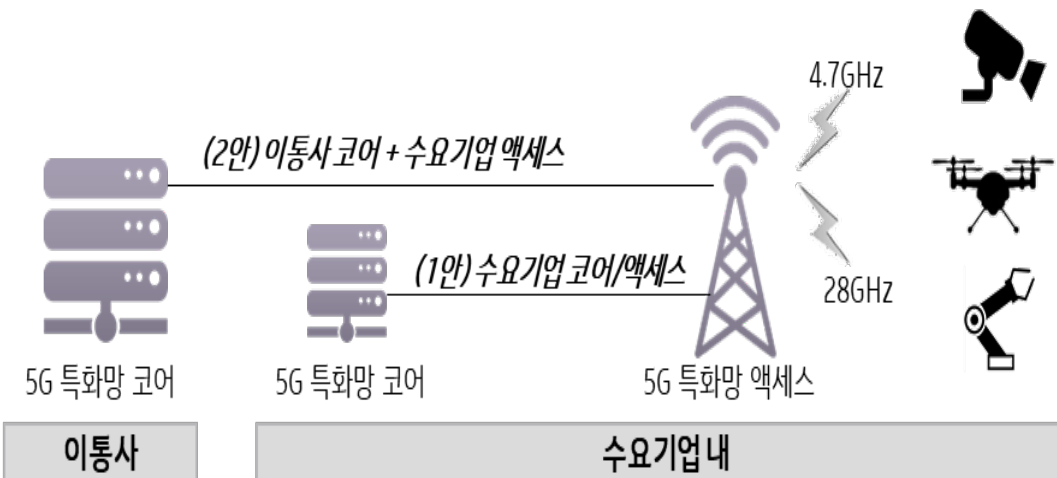 4.7GHz
(2안) 이통사 코어 + 수요기업 액세스
(1안) 수요기업 코어/액세스
28GHz
5G 특화망 코어
5G 특화망 코어
5G 특화망 액세스
이통사
수요기업 내